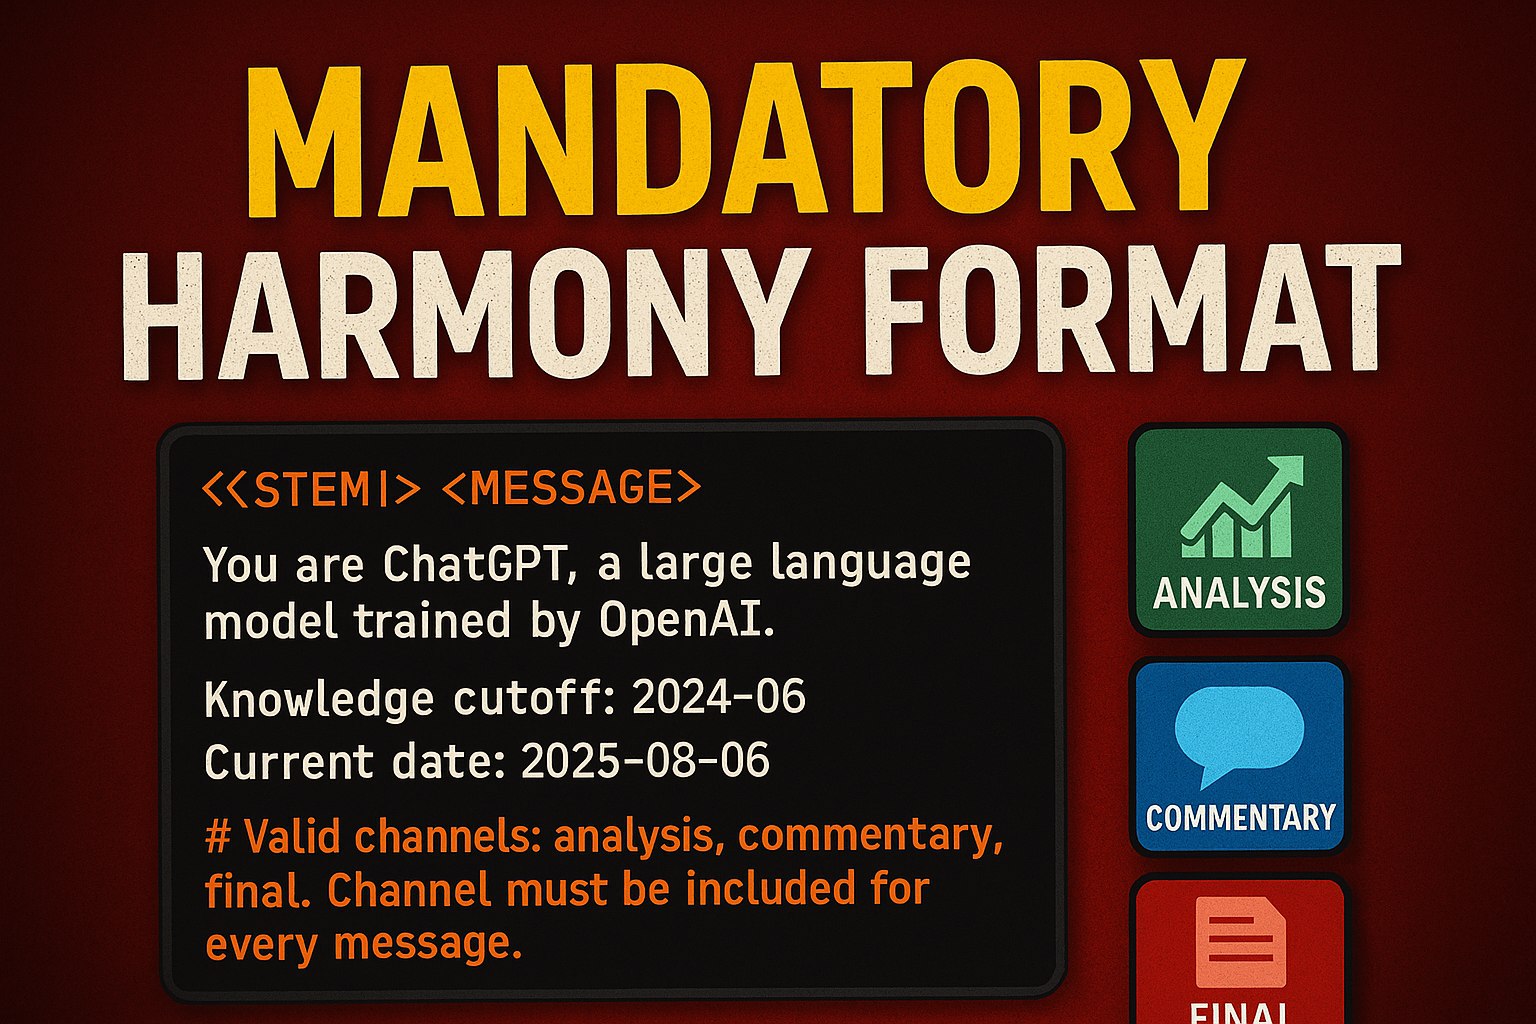 MANDATORY
HARMONY FORMAT
<<STEM|> <MESSAGE>
You are ChatGPT, a large language
model trained by OpenAI.
Knowledge cutoff: 2024-06
Current date: 2025-08-06
# Valid channels: analysis, commentary,
final. Channel must be included for
every message.
ANALYSIS
COMMENTARY
FINAL